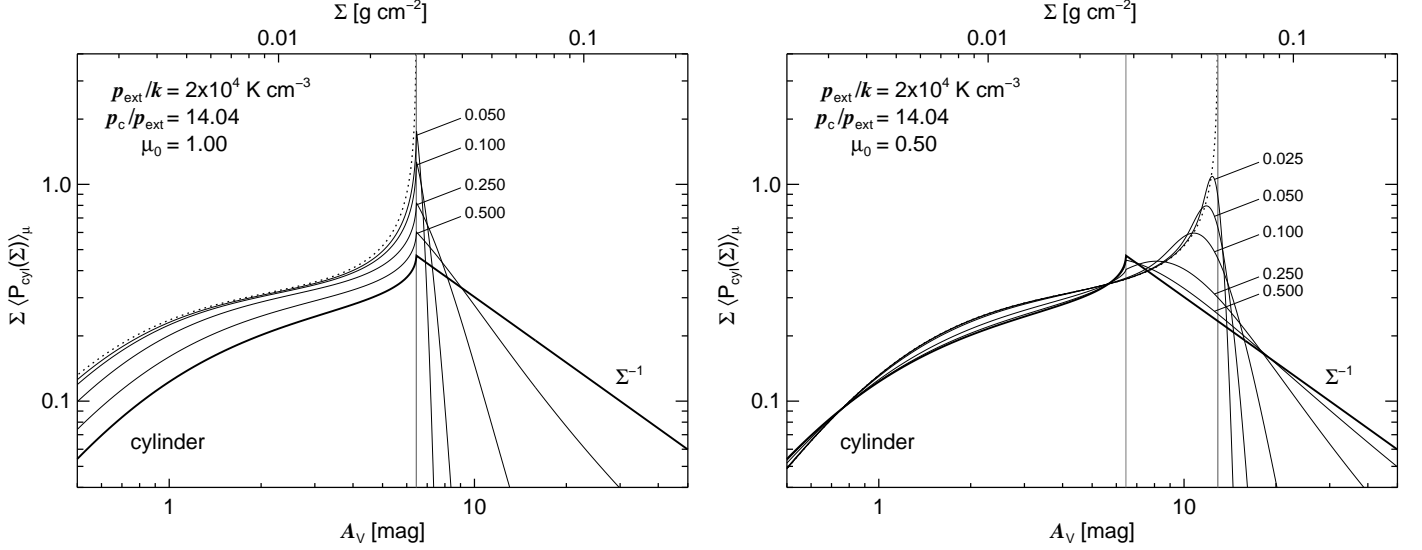 Σ [g cm⁻²]
0.01 0.1
p_ext/k = 2x10⁴ K cm⁻³
p_c/p_ext = 14.04
μ₀ = 1.00
0.050
0.100
0.250
0.500
1.0
0.1
Σ ⟨P_cyl(Σ)⟩_μ
Σ⁻¹
cylinder
1 10
A_V [mag]
Σ [g cm⁻²]
0.01 0.1
p_ext/k = 2x10⁴ K cm⁻³
p_c/p_ext = 14.04
μ₀ = 0.50
0.025
0.050
0.100
0.250
0.500
1.0
0.1
Σ ⟨P_cyl(Σ)⟩_μ
Σ⁻¹
cylinder
1 10
A_V [mag]